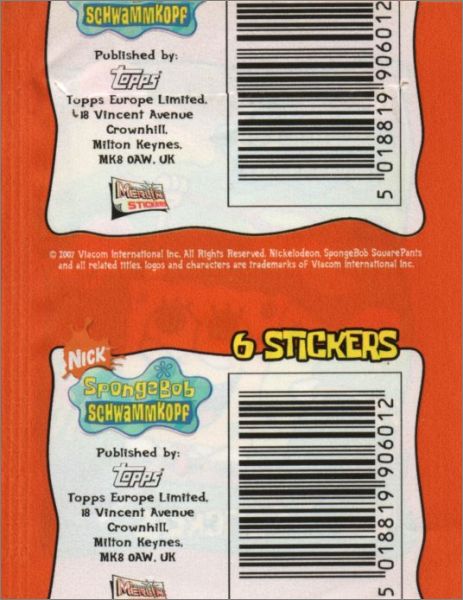 SCHWAMMKOPF
Published by:
Topps
Topps Europe Limited,
18 Vincent Avenue
Crownhill,
Milton Keynes,
MK8 0AW, UK
Merlin
STICKERS
5 018819 906012
© 2007 Viacom International Inc. All Rights Reserved. Nickelodeon, SpongeBob SquarePants
and all related titles, logos and characters are trademarks of Viacom International Inc.
6 STICKERS
NICK
SpongeBob
SCHWAMMKOPF
Published by:
Topps
Topps Europe Limited,
18 Vincent Avenue
Crownhill,
Milton Keynes,
MK8 0AW, UK
Merlin
5 018819 906012